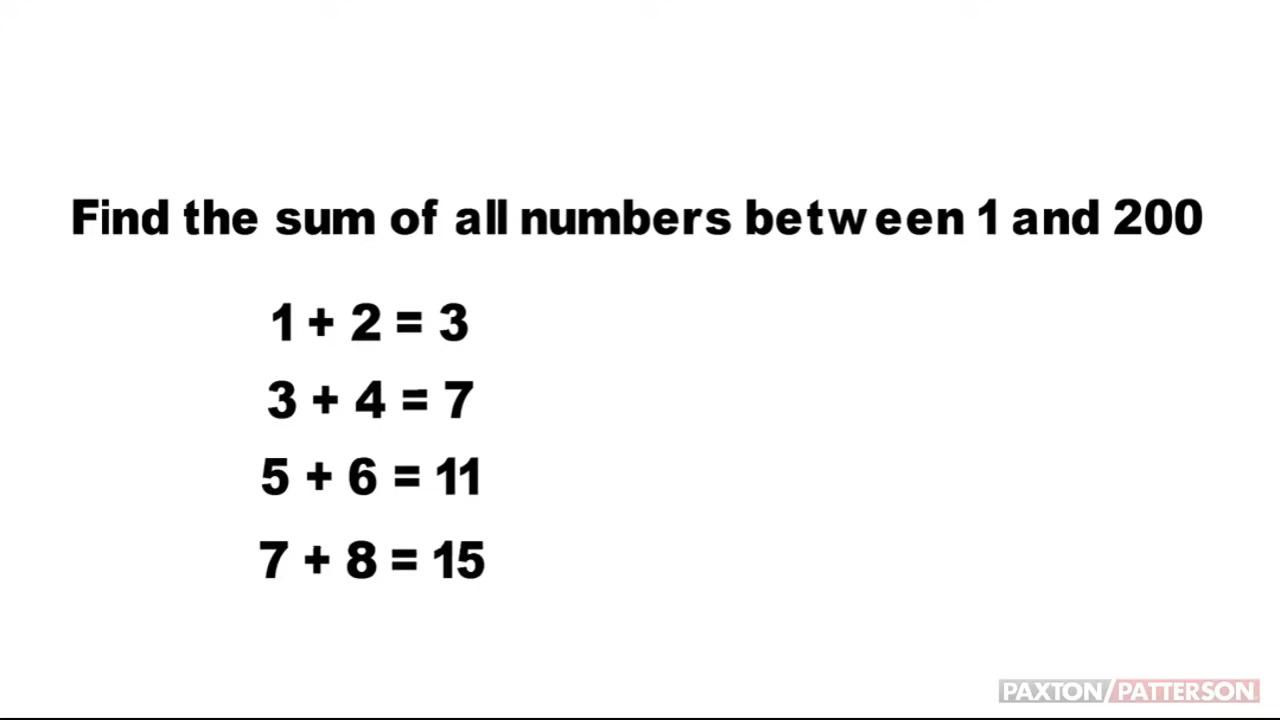 Find the sum of all numbers between 1 and 200
1 + 2 = 3
3 + 4 = 7
5 + 6 = 11
7 + 8 = 15
PAXTON/PATTERSON